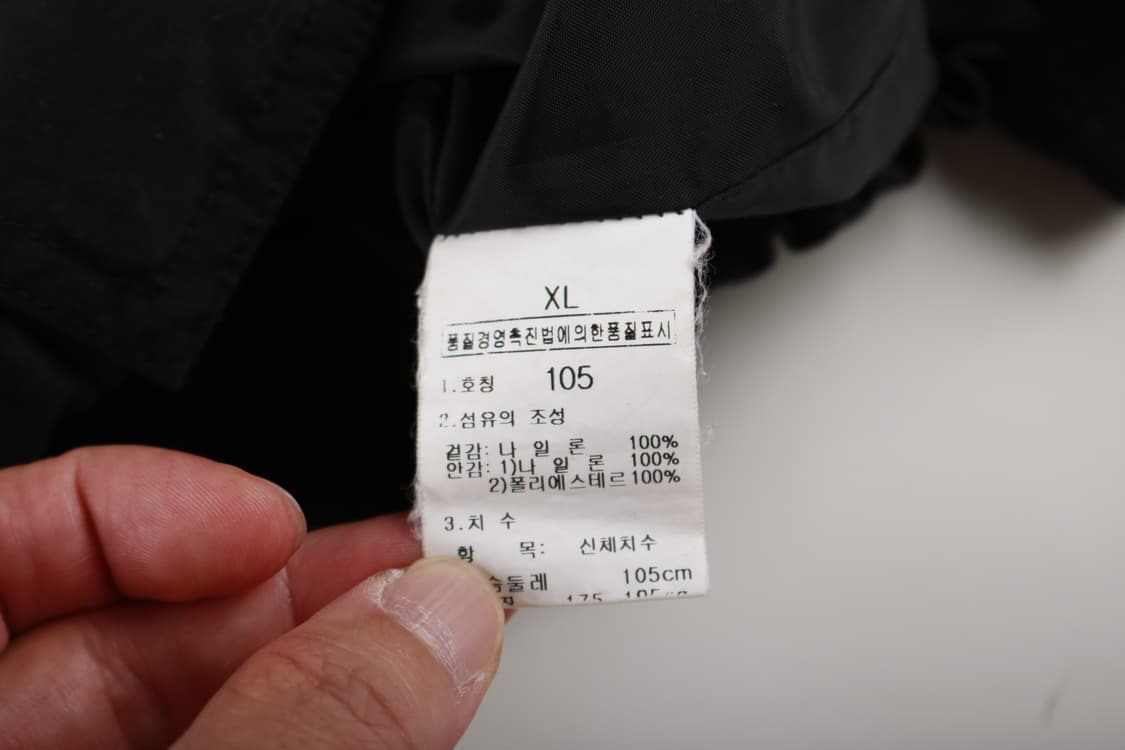 XL
품질경영촉진법에의한품질표시
1.호칭 105
2.섬유의 조성
겉감: 나 일 론 100%
안감: 1)나 일 론 100%
2)폴리에스테르100%
3.치 수
항 목: 신체치수
둘레 105cm
175